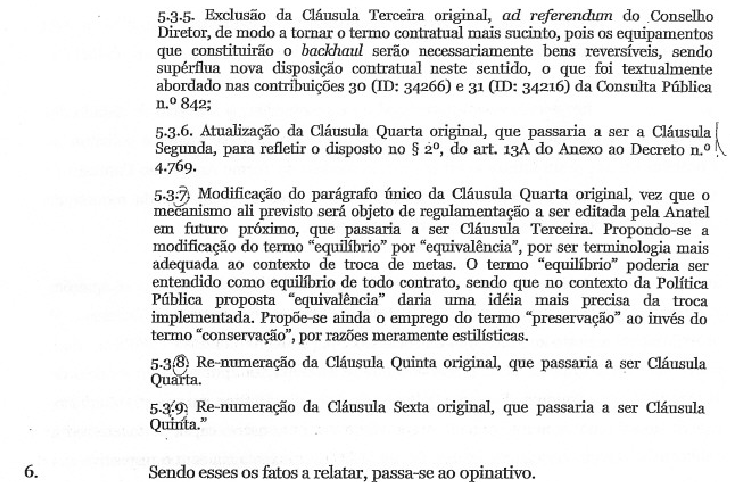 5.3.5. Exclusão da Cláusula Terceira original, ad referendum do Conselho
Diretor, de modo a tornar o termo contratual mais sucinto, pois os equipamentos
que constituirão o backhaul serão necessariamente bens reversíveis, sendo
supérflua nova disposição contratual neste sentido, o que foi textualmente
abordado nas contribuições 30 (ID: 34266) e 31 (ID: 34216) da Consulta Pública
n.º 842;
5.3.6. Atualização da Cláusula Quarta original, que passaria a ser a Cláusula
Segunda, para refletir o disposto no § 2º, do art. 13A do Anexo ao Decreto n.º
4.769.
5.3.7. Modificação do parágrafo único da Cláusula Quarta original, vez que o
mecanismo ali previsto será objeto de regulamentação a ser editada pela Anatel
em futuro próximo, que passaria a ser Cláusula Terceira. Propondo-se a
modificação do termo “equilíbrio” por “equivalência”, por ser terminologia mais
adequada ao contexto de troca de metas. O termo “equilíbrio” poderia ser
entendido como equilíbrio de todo contrato, sendo que no contexto da Política
Pública proposta “equivalência” daria uma idéia mais precisa da troca
implementada. Propõe-se ainda o emprego do termo “preservação” ao invés do
termo “conservação”, por razões meramente estilísticas.
5.3.8. Re-numeração da Cláusula Quinta original, que passaria a ser Cláusula
Quarta.
5.3.9. Re-numeração da Cláusula Sexta original, que passaria a ser Cláusula
Quinta.”
6. Sendo esses os fatos a relatar, passa-se ao opinativo.